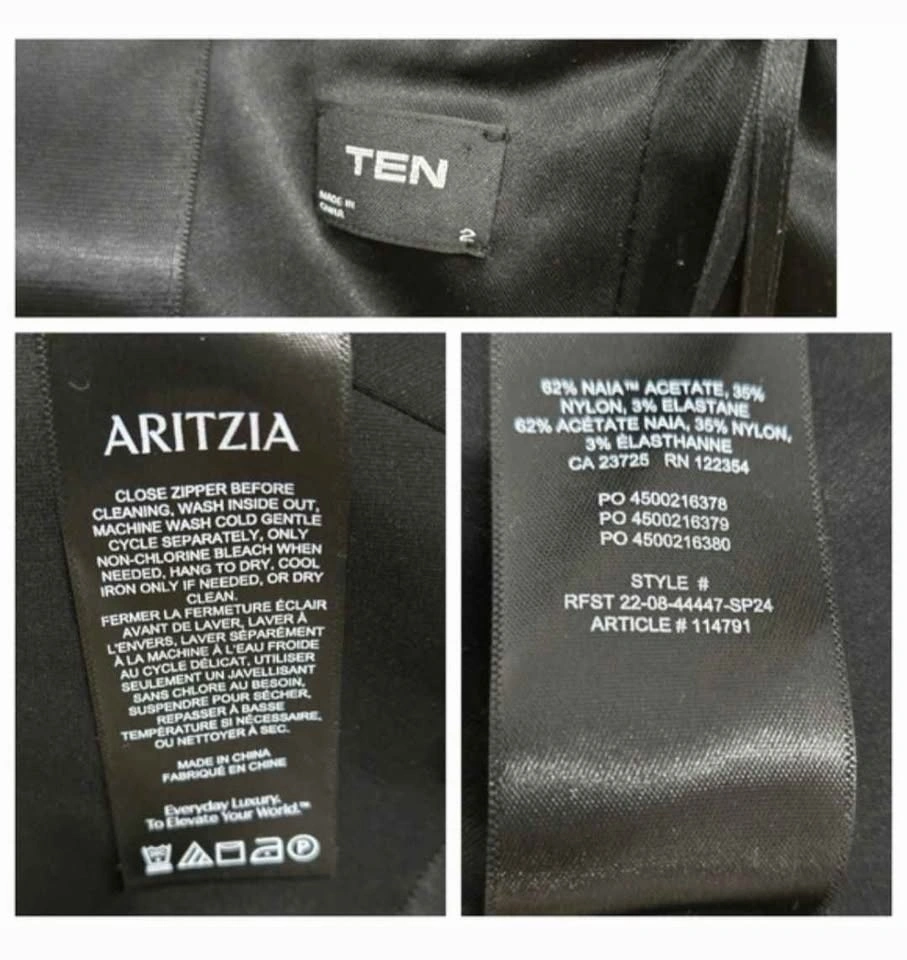 TEN
MADE IN
CHINA
2
ARITZIA
CLOSE ZIPPER BEFORE
CLEANING, WASH INSIDE OUT,
MACHINE WASH COLD GENTLE
CYCLE SEPARATELY, ONLY
NON-CHLORINE BLEACH WHEN
NEEDED, HANG TO DRY, COOL
IRON ONLY IF NEEDED, OR DRY
CLEAN.
FERMER LA FERMETURE ÉCLAIR
AVANT DE LAVER, LAVER À
L'ENVERS, LAVER SÉPARÉMENT
À LA MACHINE À L'EAU FROIDE
AU CYCLE DÉLICAT, UTILISER
SEULEMENT UN JAVELLISANT
SANS CHLORE AU BESOIN,
SUSPENDRE POUR SÉCHER,
REPASSER À BASSE
TEMPÉRATURE SI NÉCESSAIRE,
OU NETTOYER À SEC.
MADE IN CHINA
FABRIQUÉ EN CHINE
Everyday Luxury.
To Elevate Your World.™
P
62% NAIA™ ACETATE, 35%
NYLON, 3% ELASTANE
62% ACÉTATE NAIA, 35% NYLON,
3% ÉLASTHANNE
CA 23725 RN 122354
PO 4500216378
PO 4500216379
PO 4500216380
STYLE #
RFST 22-08-44447-SP24
ARTICLE # 114791